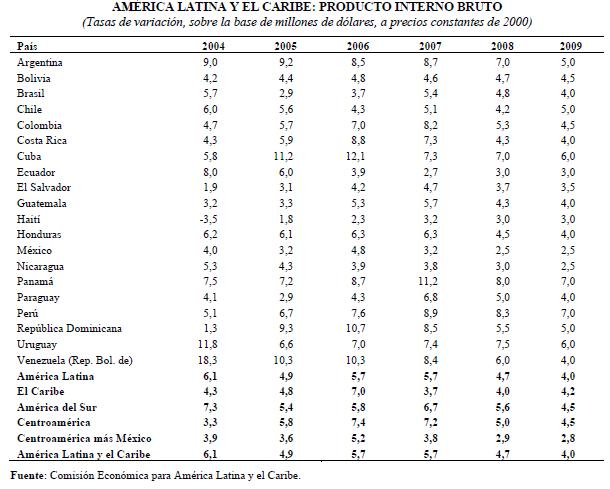 AMÉRICA LATINA Y EL CARIBE: PRODUCTO INTERNO BRUTO
(Tasas de variación, sobre la base de millones de dólares, a precios constantes de 2000)
País 2004 2005 2006 2007 2008 2009
Argentina 9,0 9,2 8,5 8,7 7,0 5,0
Bolivia 4,2 4,4 4,8 4,6 4,7 4,5
Brasil 5,7 2,9 3,7 5,4 4,8 4,0
Chile 6,0 5,6 4,3 5,1 4,2 5,0
Colombia 4,7 5,7 7,0 8,2 5,3 4,5
Costa Rica 4,3 5,9 8,8 7,3 4,3 4,0
Cuba 5,8 11,2 12,1 7,3 7,0 6,0
Ecuador 8,0 6,0 3,9 2,7 3,0 3,0
El Salvador 1,9 3,1 4,2 4,7 3,7 3,5
Guatemala 3,2 3,3 5,3 5,7 4,3 4,0
Haití -3,5 1,8 2,3 3,2 3,0 3,0
Honduras 6,2 6,1 6,3 6,3 4,5 4,0
México 4,0 3,2 4,8 3,2 2,5 2,5
Nicaragua 5,3 4,3 3,9 3,8 3,0 2,5
Panamá 7,5 7,2 8,7 11,2 8,0 7,0
Paraguay 4,1 2,9 4,3 6,8 5,0 4,0
Perú 5,1 6,7 7,6 8,9 8,3 7,0
República Dominicana 1,3 9,3 10,7 8,5 5,5 5,0
Uruguay 11,8 6,6 7,0 7,4 7,5 6,0
Venezuela (Rep. Bol. de) 18,3 10,3 10,3 8,4 6,0 4,0
América Latina 6,1 4,9 5,7 5,7 4,7 4,0
El Caribe 4,3 4,8 7,0 3,7 4,0 4,2
América del Sur 7,3 5,4 5,8 6,7 5,6 4,5
Centroamérica 3,3 5,8 7,4 7,2 5,0 4,5
Centroamérica más México 3,9 3,6 5,2 3,8 2,9 2,8
América Latina y el Caribe 6,1 4,9 5,7 5,7 4,7 4,0
Fuente: Comisión Económica para América Latina y el Caribe.